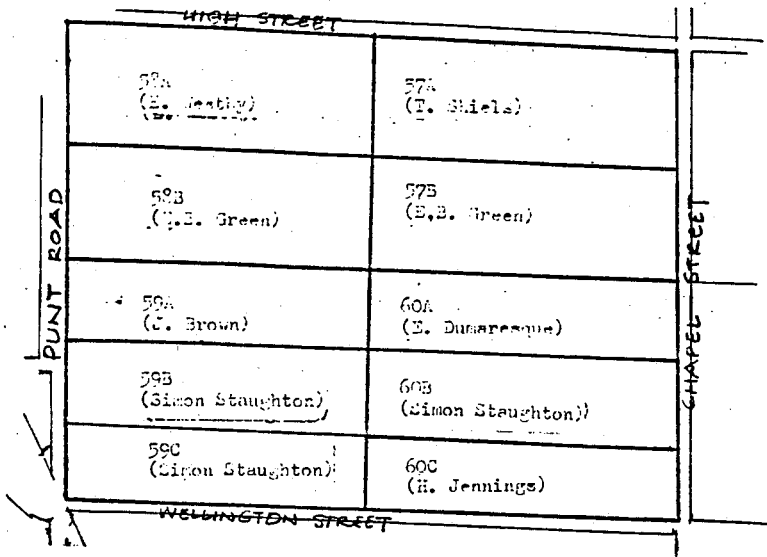 HIGH STREET
58A
57A
(T. Shiels)
58B
Green)
57B
(E.B. Green)
PUNT ROAD
CHAPEL STREET
59A
(J. Brown)
60A
(E. Dumaresque)
59B
(Simon Staughton)
60B
(Simon Staughton)
59C
(Simon Staughton)
60C
(H. Jennings)
WELLINGTON STREET